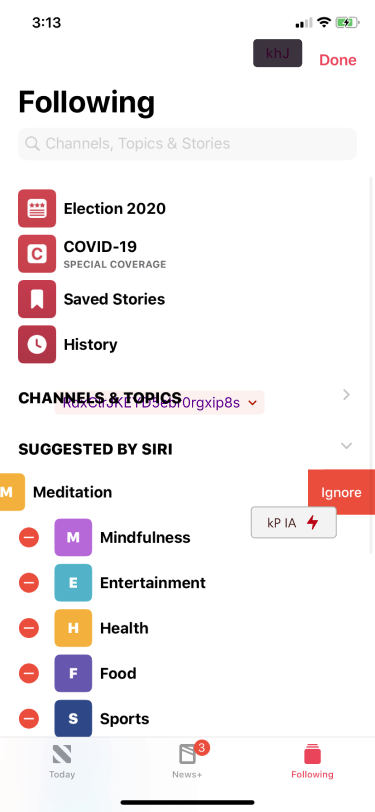 3:13
khJ
Done
Following
Channels, Topics & Stories
Election 2020
COVID-19
SPECIAL COVERAGE
Saved Stories
History
CHANNELS & TOPICS
SUGGESTED BY SIRI
M
Meditation
Ignore
kP IA
M
Mindfulness
E
Entertainment
H
Health
F
Food
S
Sports
3
Today
News+
Following